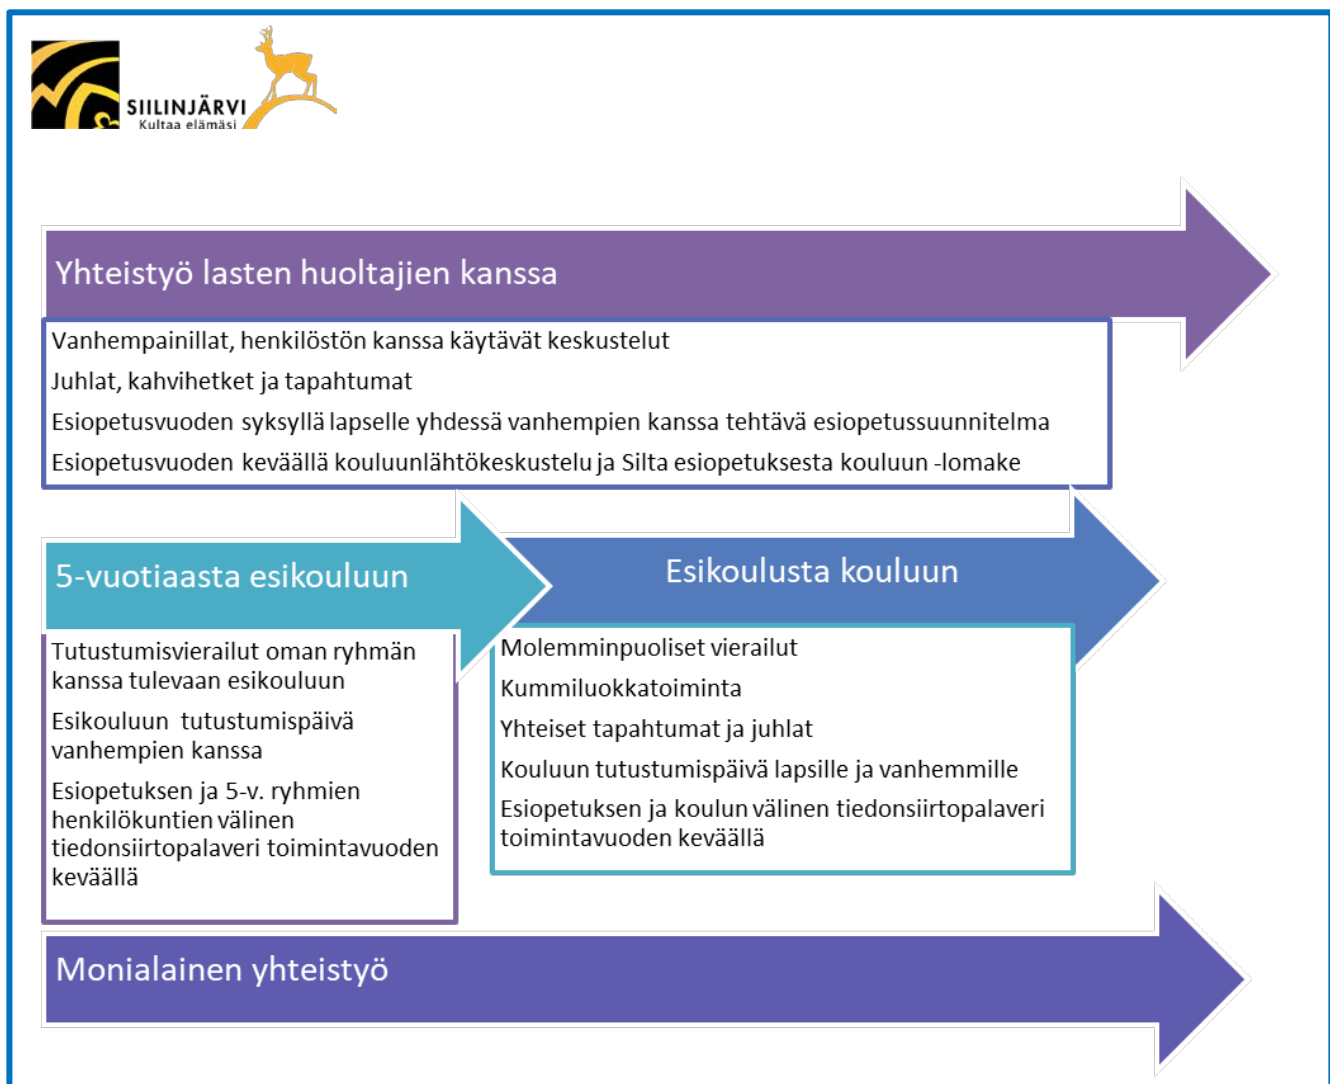 SIILINJÄRVI
Kultaa elämäsi
Yhteistyö lasten huoltajien kanssa
Vanhempainillat, henkilöstön kanssa käytävät keskustelut
Juhlat, kahvihetket ja tapahtumat
Esiopetusvuoden syksyllä lapselle yhdessä vanhempien kanssa tehtävä esiopetussuunnitelma
Esiopetusvuoden keväällä kouluunlähtökeskustelu ja Silta esiopetuksesta kouluun -lomake
5-vuotiaasta esikouluun
Tutustumisvierailut oman ryhmän
kanssa tulevaan esikouluun
Esikouluun tutustumispäivä
vanhempien kanssa
Esiopetuksen ja 5-v. ryhmien
henkilökuntien välinen
tiedonsiirtopalaveri toimintavuoden
keväällä
Esikoulusta kouluun
Molemminpuoliset vierailut
Kummiluokkatoiminta
Yhteiset tapahtumat ja juhlat
Kouluun tutustumispäivä lapsille ja vanhemmille
Esiopetuksen ja koulun välinen tiedonsiirtopalaveri
toimintavuoden keväällä
Monialainen yhteistyö